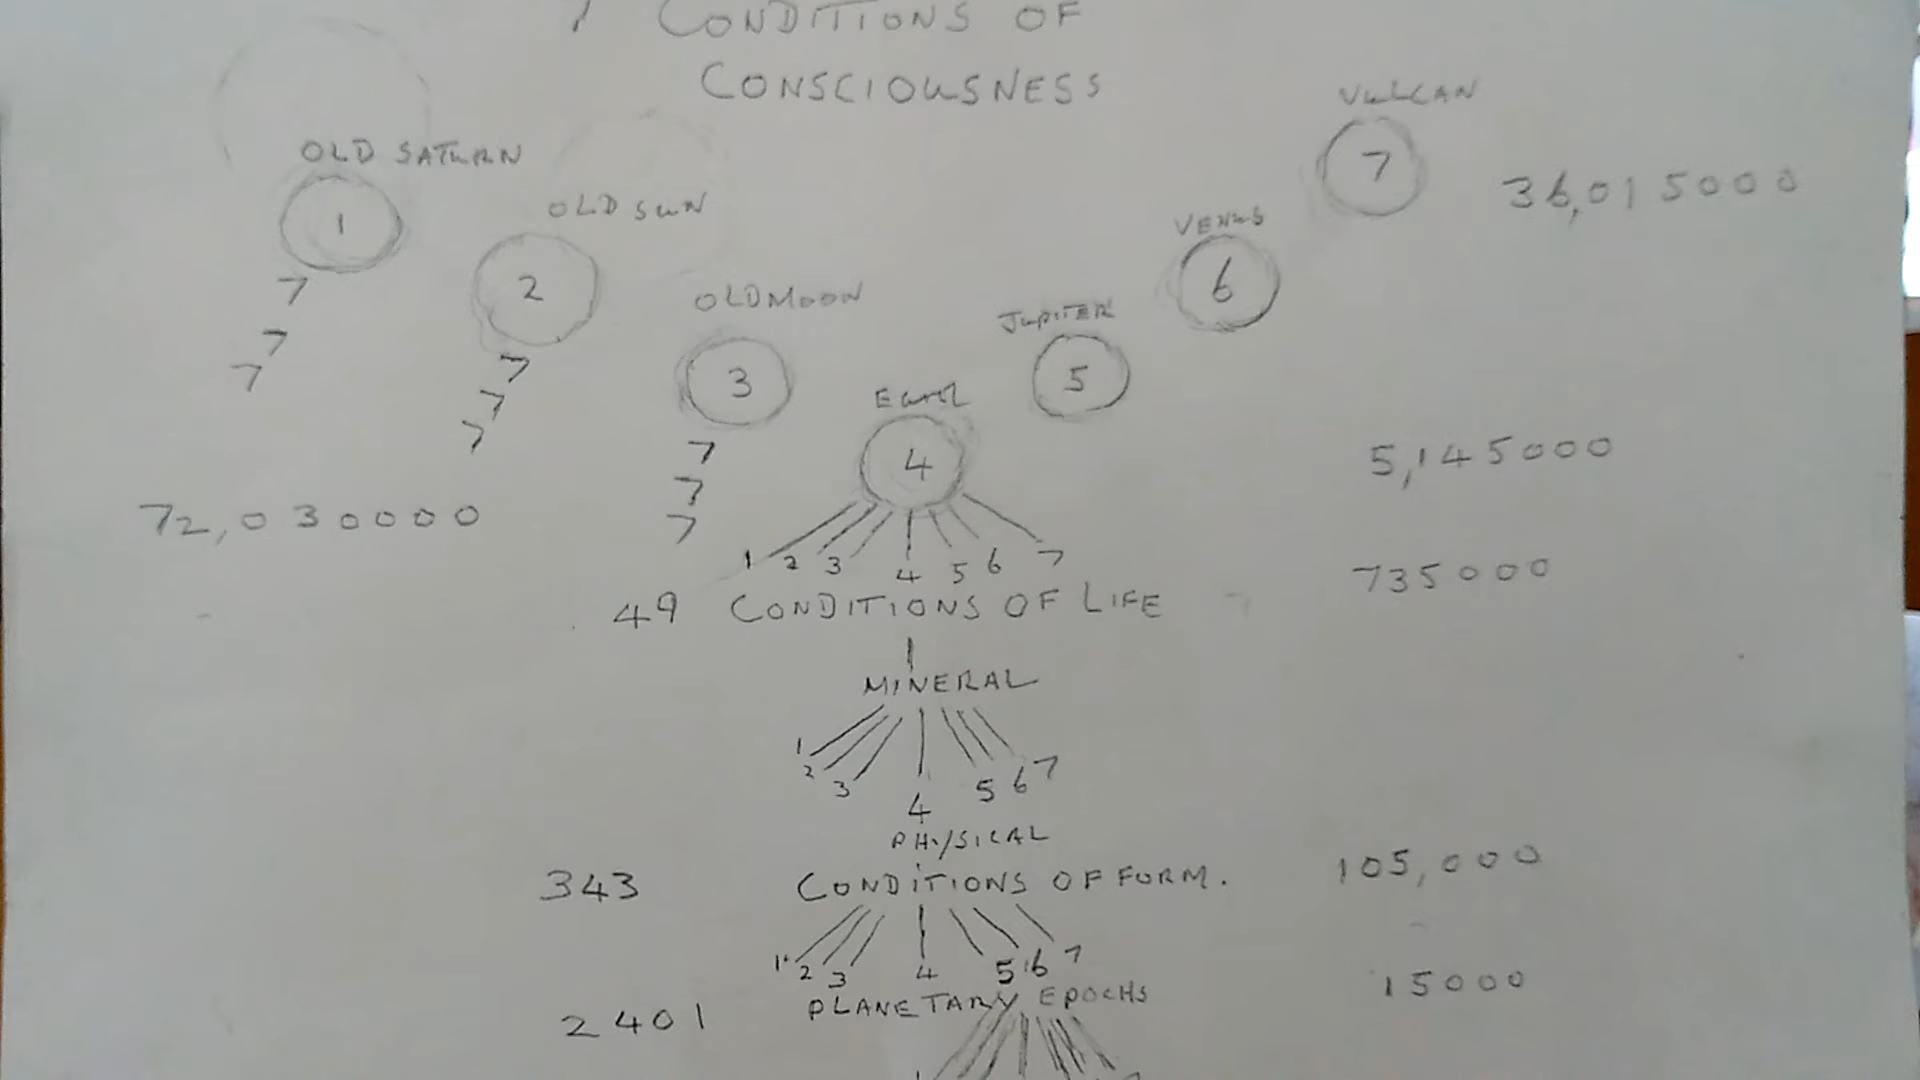 7 CONDITIONS OF
CONSCIOUSNESS
VULCAN
OLD SATURN
7
36,015000
1
OLD SUN
VENUS
7
2
6
OLD MOON
JUPITER
7
7
7
3
5
EARTH
7
7
4
7
5,145000
7
72,030000
7
1 2 3 4 5 6 7
735000
49 CONDITIONS OF LIFE
MINERAL
1 2 3 4 5 6 7
PHYSICAL
343 CONDITIONS OF FORM. 105,000
1 2 3 4 5 6 7
2401 PLANETARY EPOCHS 15000